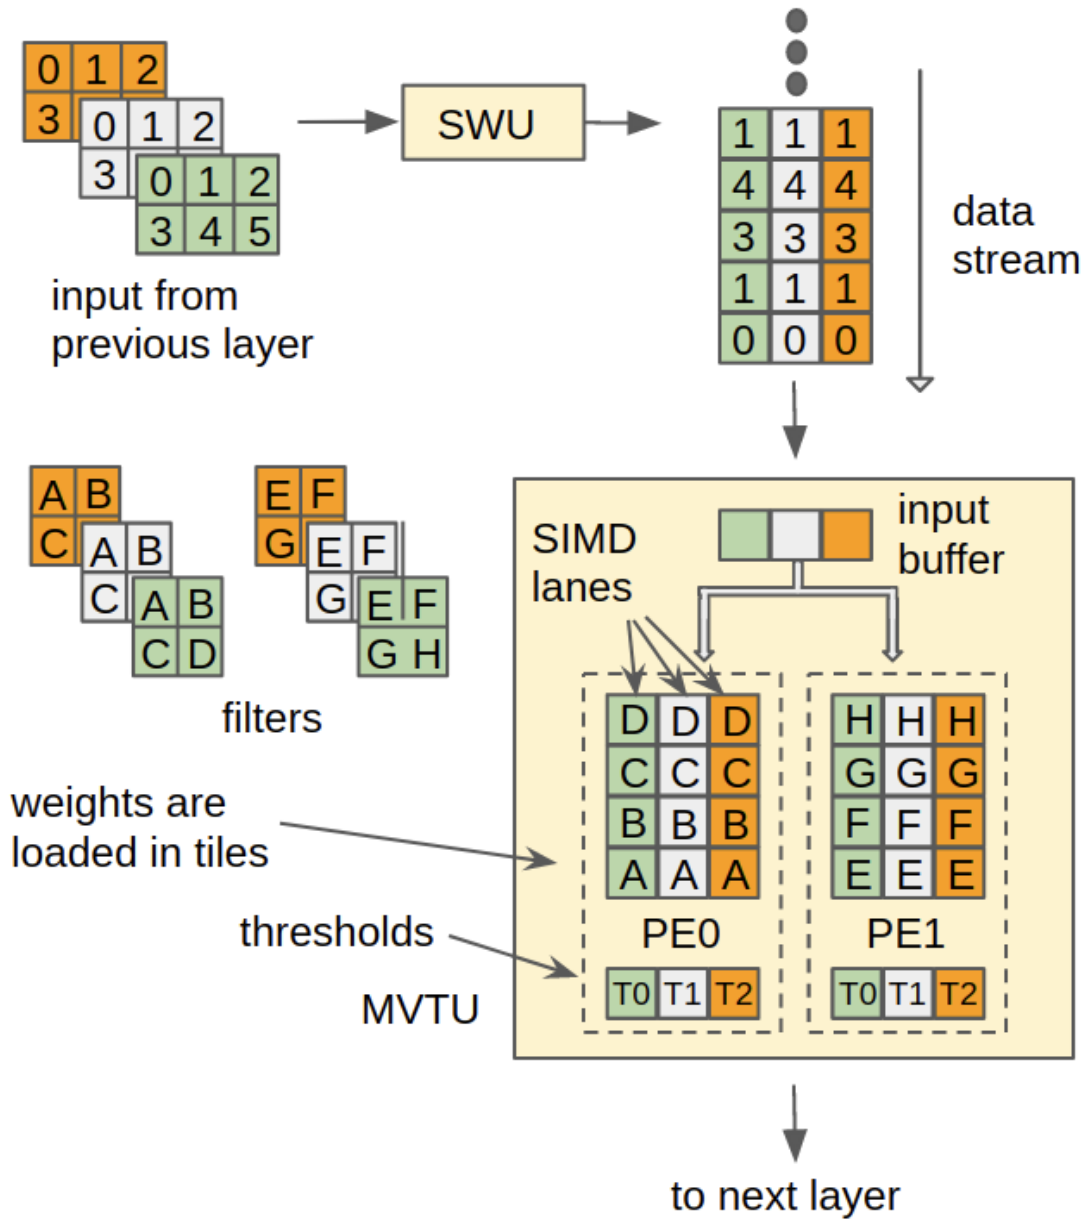 0 1 2
3
0 1 2
3
0 1 2
3 4 5
input from
previous layer
SWU
1 1 1
4 4 4
3 3 3
1 1 1
0 0 0
data
stream
A B
C
A B
C
A B
C D
E F
G
E F
G
E F
G H
filters
weights are
loaded in tiles
thresholds
MVTU
SIMD
lanes
input
buffer
D D D
C C C
B B B
A A A
PE0
T0 T1 T2
H H H
G G G
F F F
E E E
PE1
T0 T1 T2
to next layer